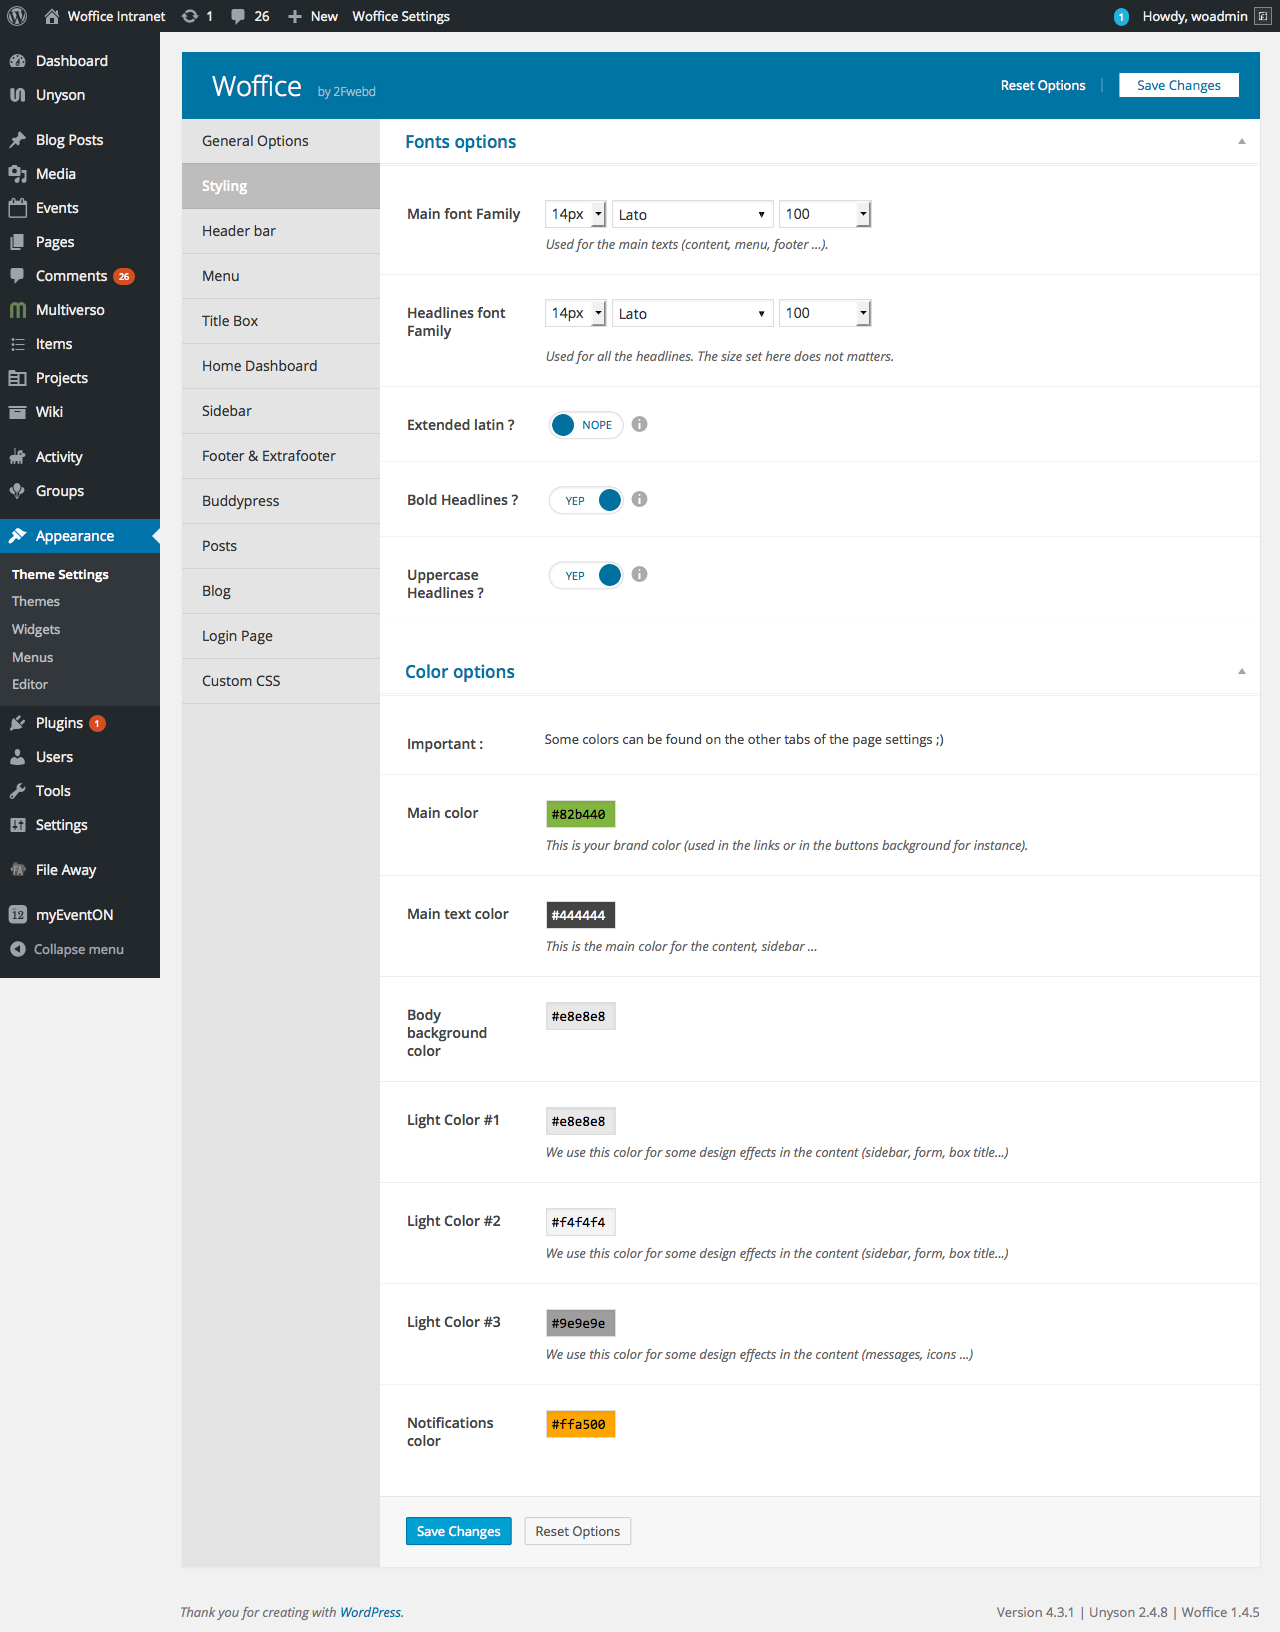 Woffice Intranet 1 26 New Woffice Settings 1 Howdy, woadmin
Dashboard
Unyson
Blog Posts
Media
Events
Pages
Comments 26
Multiverso
Items
Projects
Wiki
Activity
Groups
Appearance
Theme Settings
Themes
Widgets
Menus
Editor
Plugins 1
Users
Tools
Settings
File Away
12 myEventON
Collapse menu
Woffice by 2Fwebd Reset Options | Save Changes
General Options
Styling
Header bar
Menu
Title Box
Home Dashboard
Sidebar
Footer & Extrafooter
Buddypress
Posts
Blog
Login Page
Custom CSS
Fonts options
Main font Family 14px Lato 100
Used for the main texts (content, menu, footer ...).
Headlines font
Family
14px Lato 100
Used for all the headlines. The size set here does not matters.
Extended latin ? NOPE
Bold Headlines ? YEP
Uppercase
Headlines ?
YEP
Color options
Important : Some colors can be found on the other tabs of the page settings ;)
Main color #82b440
This is your brand color (used in the links or in the buttons background for instance).
Main text color #444444
This is the main color for the content, sidebar ...
Body
background
color
#e8e8e8
Light Color #1 #e8e8e8
We use this color for some design effects in the content (sidebar, form, box title...)
Light Color #2 #f4f4f4
We use this color for some design effects in the content (sidebar, form, box title...)
Light Color #3 #9e9e9e
We use this color for some design effects in the content (messages, icons ...)
Notifications
color
#ffa500
Save Changes Reset Options
Thank you for creating with WordPress. Version 4.3.1 | Unyson 2.4.8 | Woffice 1.4.5